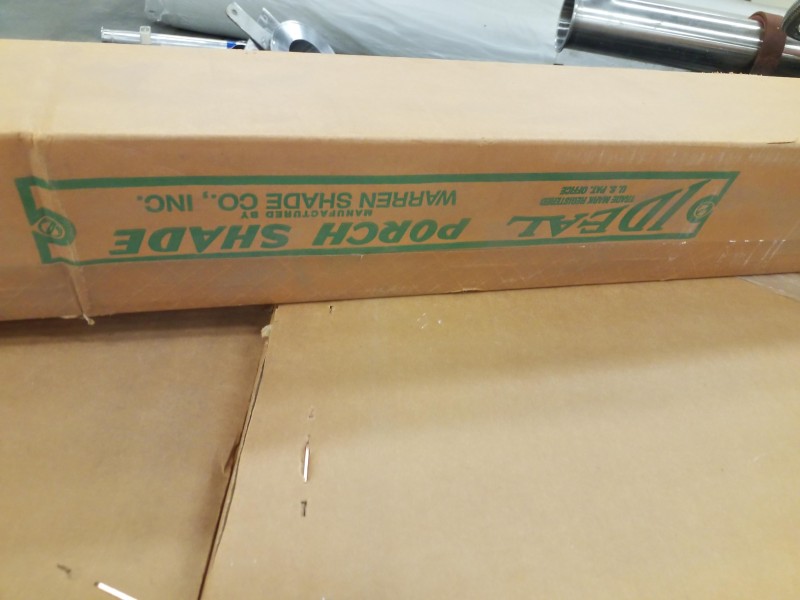 IDEAL PORCH SHADE
TRADE MARK REGISTERED
U. S. PAT. OFFICE
MANUFACTURED BY
WARREN SHADE CO., INC.